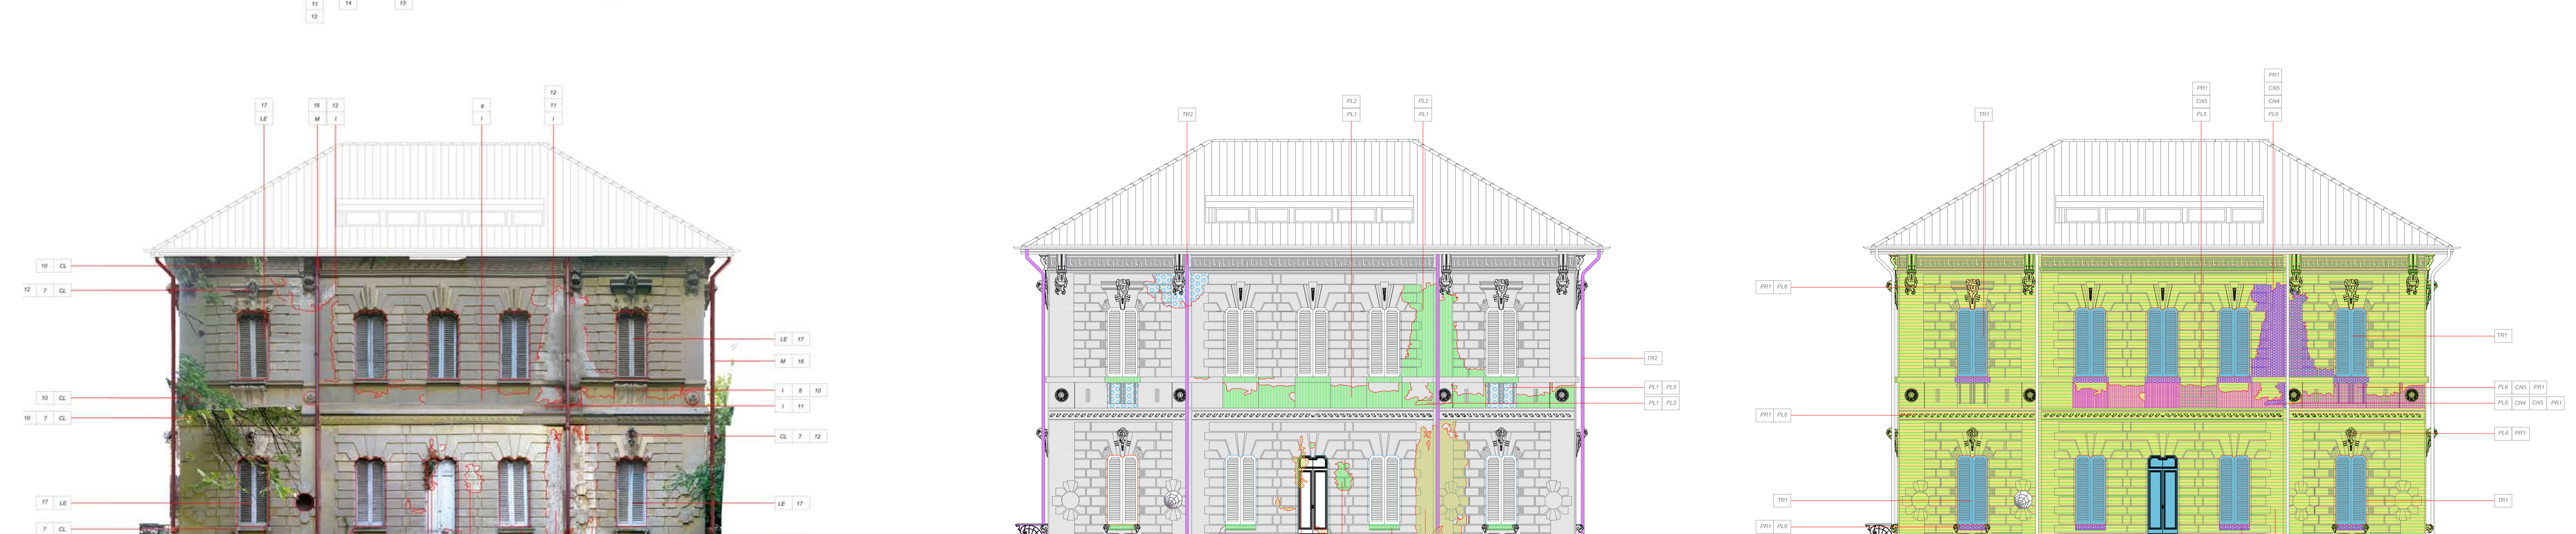 11 14 13
12
12
17 16 12 6 11
LE M I I I
10 CL
12 7 CL
LE 17
M 16
I 6 10
10 CL
I 11
10 7 CL
CL 7 12
17 LE
LE 17
7 CL
PL2 PL2
TR2 PL1 PL1
TR2
PL1 PL5
PL1 PL2
PR1
PR1 CN5
CN5 CN4
TR1 PL6 PL6
PR1 PL6
TR1
PL6 CN5 PR1
PL6 CN4 CN5 PR1
PR1 PL6
PL6 PR1
TR1
TR1
PR1 PL6